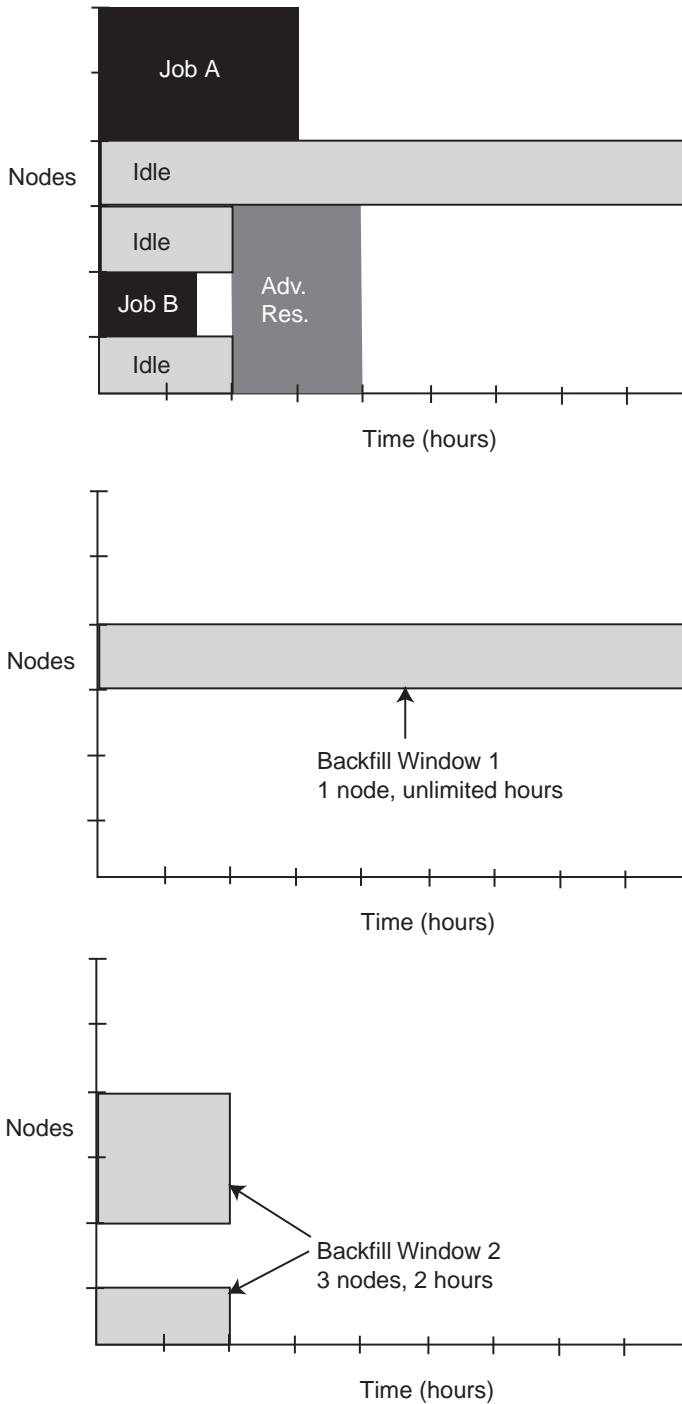 Job A
Nodes
Idle
Idle
Job B
Adv.
Res.
Idle
Time (hours)
Nodes
Backfill Window 1
1 node, unlimited hours
Time (hours)
Nodes
Backfill Window 2
3 nodes, 2 hours
Time (hours)